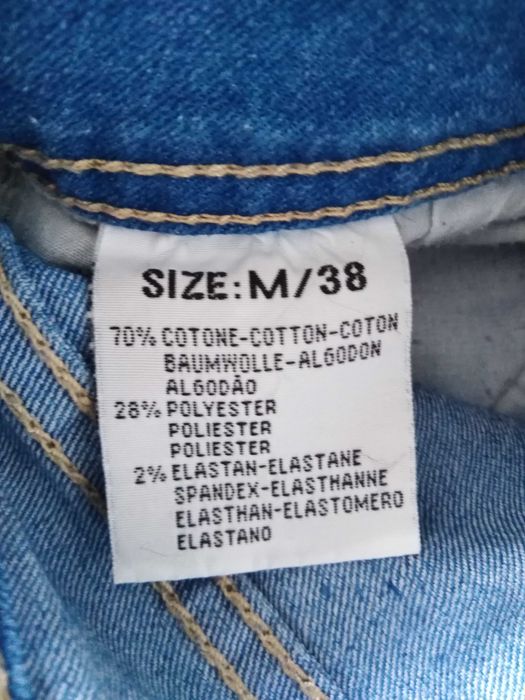 SIZE: M/38
70% COTONE-COTTON-COTON
BAUMWOLLE-ALGODON
ALGODÃO
28% POLYESTER
POLIESTER
POLIESTER
2% ELASTAN-ELASTANE
SPANDEX-ELASTHANNE
ELASTHAN-ELASTOMERO
ELASTANO